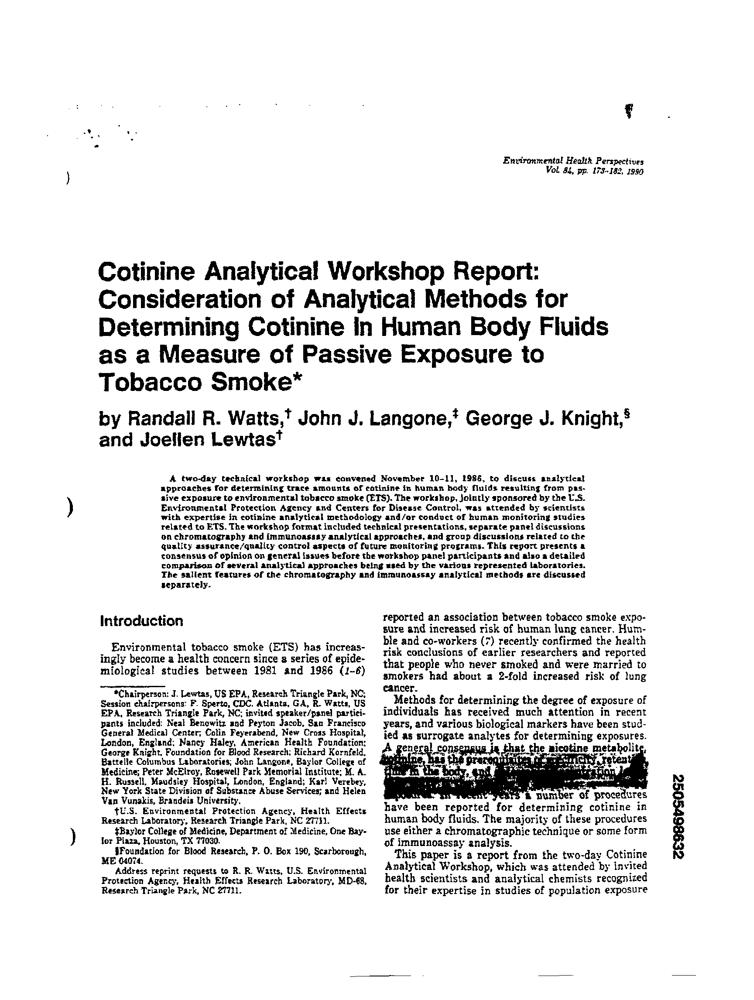 Environmental Health Perspectives
Vol. 84, pp. 173-182, 1990
Cotinine Analytical Workshop Report:
Consideration of Analytical Methods for
Determining Cotinine In Human Body Fluids
as a Measure of Passive Exposure to
Tobacco Smoke*
by Randall R. Watts,† John J. Langone,‡ George J. Knight,§
and Joellen Lewtas†
A two-day technical workshop was convened November 10-11, 1986, to discuss analytical
approaches for determining trace amounts of cotinine in human body fluids resulting from pas-
sive exposure to environmental tobacco smoke (ETS). The workshop, jointly sponsored by the U.S.
Environmental Protection Agency and Centers for Disease Control, was attended by scientists
with expertise in cotinine analytical methodology and/or conduct of human monitoring studies
related to ETS. The workshop format included technical presentations, separate panel discussions
on chromatography and immunoassay analytical approaches, and group discussions related to the
quality assurance/quality control aspects of future monitoring programs. This report presents a
consensus of opinion on general issues before the workshop panel participants and also a detailed
comparison of several analytical approaches being used by the various represented laboratories.
The salient features of the chromatography and immunoassay analytical methods are discussed
separately.
Introduction
Environmental tobacco smoke (ETS) has increas-
ingly become a health concern since a series of epide-
miological studies between 1981 and 1986 (1-6)
*Chairperson: J. Lewtas, US EPA, Research Triangle Park, NC;
Session chairpersons: F. Sperto, CDC. Atlanta, GA, R. Watts, US
EPA, Research Triangle Park, NC; invited speaker/panel partici-
pants included: Neal Benowitz and Peyton Jacob, San Francisco
General Medical Center; Colin Feyerabend, New Cross Hospital,
London, England; Nancy Haley, American Health Foundation;
George Knight, Foundation for Blood Research; Richard Kornfeld,
Battelle Columbus Laboratories; John Langone, Baylor College of
Medicine; Peter McElroy, Rosewell Park Memorial Institute; M. A.
H. Russell, Maudsley Hospital, London, England; Karl Verebey,
New York State Division of Substance Abuse Services; and Helen
Van Vunakis, Brandeis University.
†U.S. Environmental Protection Agency, Health Effects
Research Laboratory, Research Triangle Park, NC 27711.
‡Baylor College of Medicine, Department of Medicine, One Bay-
lor Plaza, Houston, TX 77030.
§Foundation for Blood Research, P. O. Box 190, Scarborough,
ME 04074.
Address reprint requests to R. R. Watts, U.S. Environmental
Protection Agency, Health Effects Research Laboratory, MD-68,
Research Triangle Park, NC 27711.
reported an association between tobacco smoke expo-
sure and increased risk of human lung cancer. Hum-
ble and co-workers (7) recently confirmed the health
risk conclusions of earlier researchers and reported
that people who never smoked and were married to
smokers had about a 2-fold increased risk of lung
cancer.
Methods for determining the degree of exposure of
individuals has received much attention in recent
years, and various biological markers have been stud-
ied as surrogate analytes for determining exposures.
A general consensus is that the nicotine metabolite,
cotinine, has the prerequisites of specificity, retention
time in the body, and
years a number of procedures
have been reported for determining cotinine in
human body fluids. The majority of these procedures
use either a chromatographic technique or some form
of immunoassay analysis.
This paper is a report from the two-day Cotinine
Analytical Workshop, which was attended by invited
health scientists and analytical chemists recognized
for their expertise in studies of population exposure
2505498632